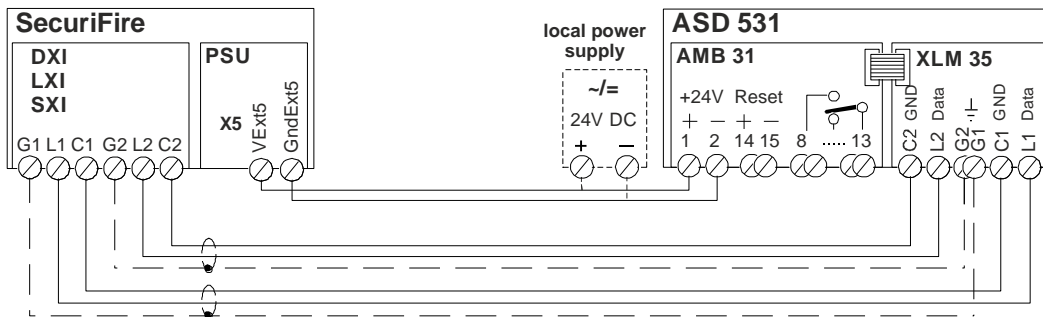 SecuriFire
DXI
LXI
SXI
G1 L1 C1 G2 L2 C2
PSU
X5
VExt5
GndExt5
local power
supply
~/=
24V DC
+ –
ASD 531
AMB 31
+24V Reset
+ – + –
1 2 14 15 8 ..... 13
XLM 35
C2 GND
L2 Data
G2
G1
C1 GND
L1 Data